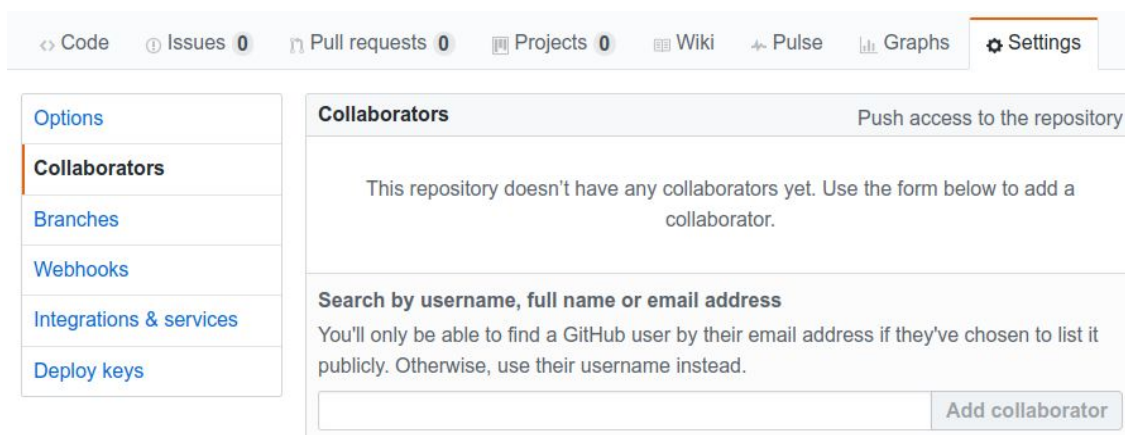 Code Issues 0 Pull requests 0 Projects 0 Wiki Pulse Graphs Settings
Options
Collaborators
Branches
Webhooks
Integrations & services
Deploy keys
Collaborators Push access to the repository
This repository doesn't have any collaborators yet. Use the form below to add a
collaborator.
Search by username, full name or email address
You'll only be able to find a GitHub user by their email address if they've chosen to list it
publicly. Otherwise, use their username instead.
Add collaborator